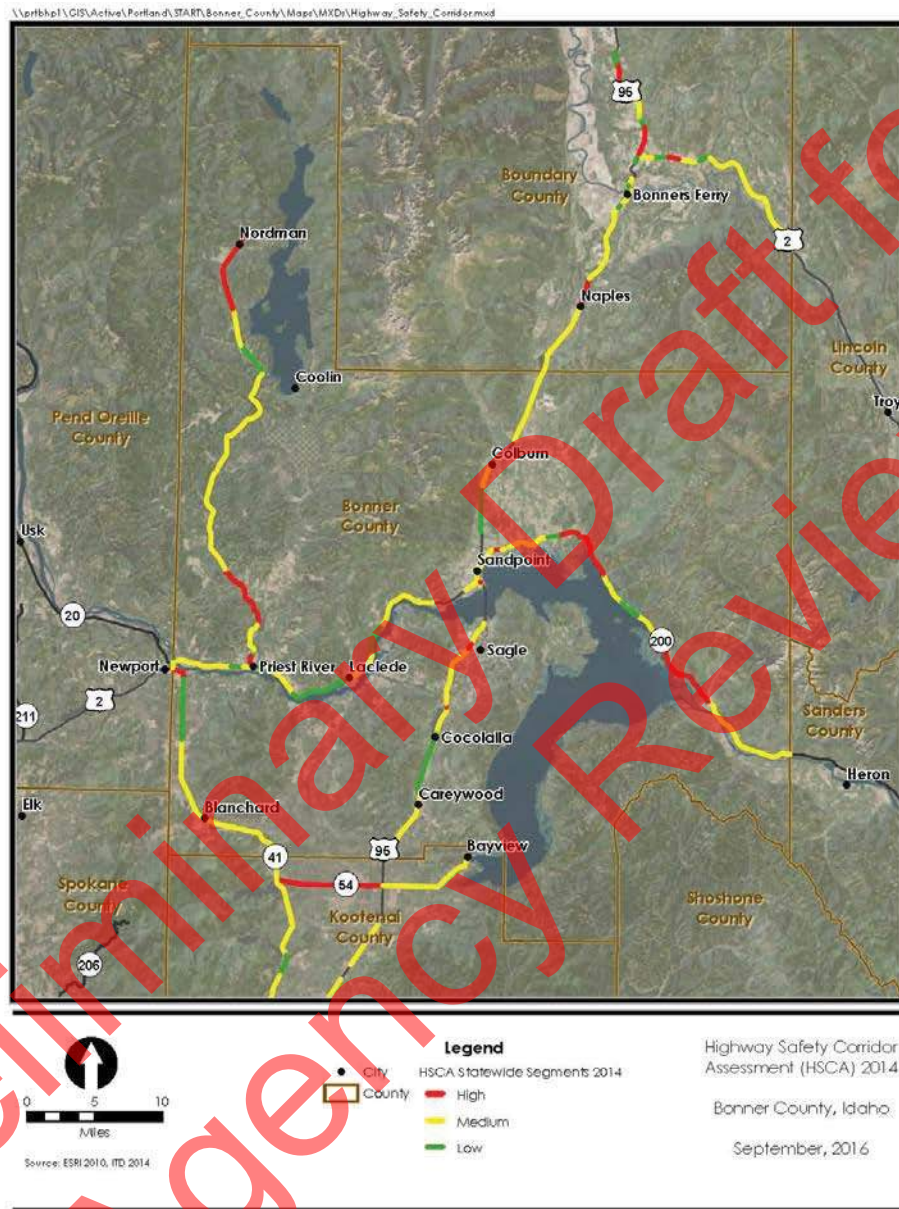 \\prtbhp1\GIS\Active\Portland\START\Bonner_County\Maps\MXDs\Highway_Safety_Corridor.mxd
95
Boundary
County
Bonners Ferry
Nordman
2
Naples
Lincoln
County
Coolin
Troy
Pend Oreille
County
Colburn
Bonner
County
Usk
Sandpoint
20
200
Newport
Priest River
Laclede
Sagle
2
211
Sanders
County
Cocolalla
Heron
Elk
Blanchard
Careywood
41
95
Bayview
54
Spokane
County
Kootenai
County
Shoshone
County
206
Preliminary Draft for
Agency Review
Legend
City
County
HSCA Statewide Segments 2014
High
Medium
Low
0 5 10
Miles
Source: ESRI 2010, ITD 2014
Highway Safety Corridor
Assessment (HSCA) 2014
Bonner County, Idaho
September, 2016